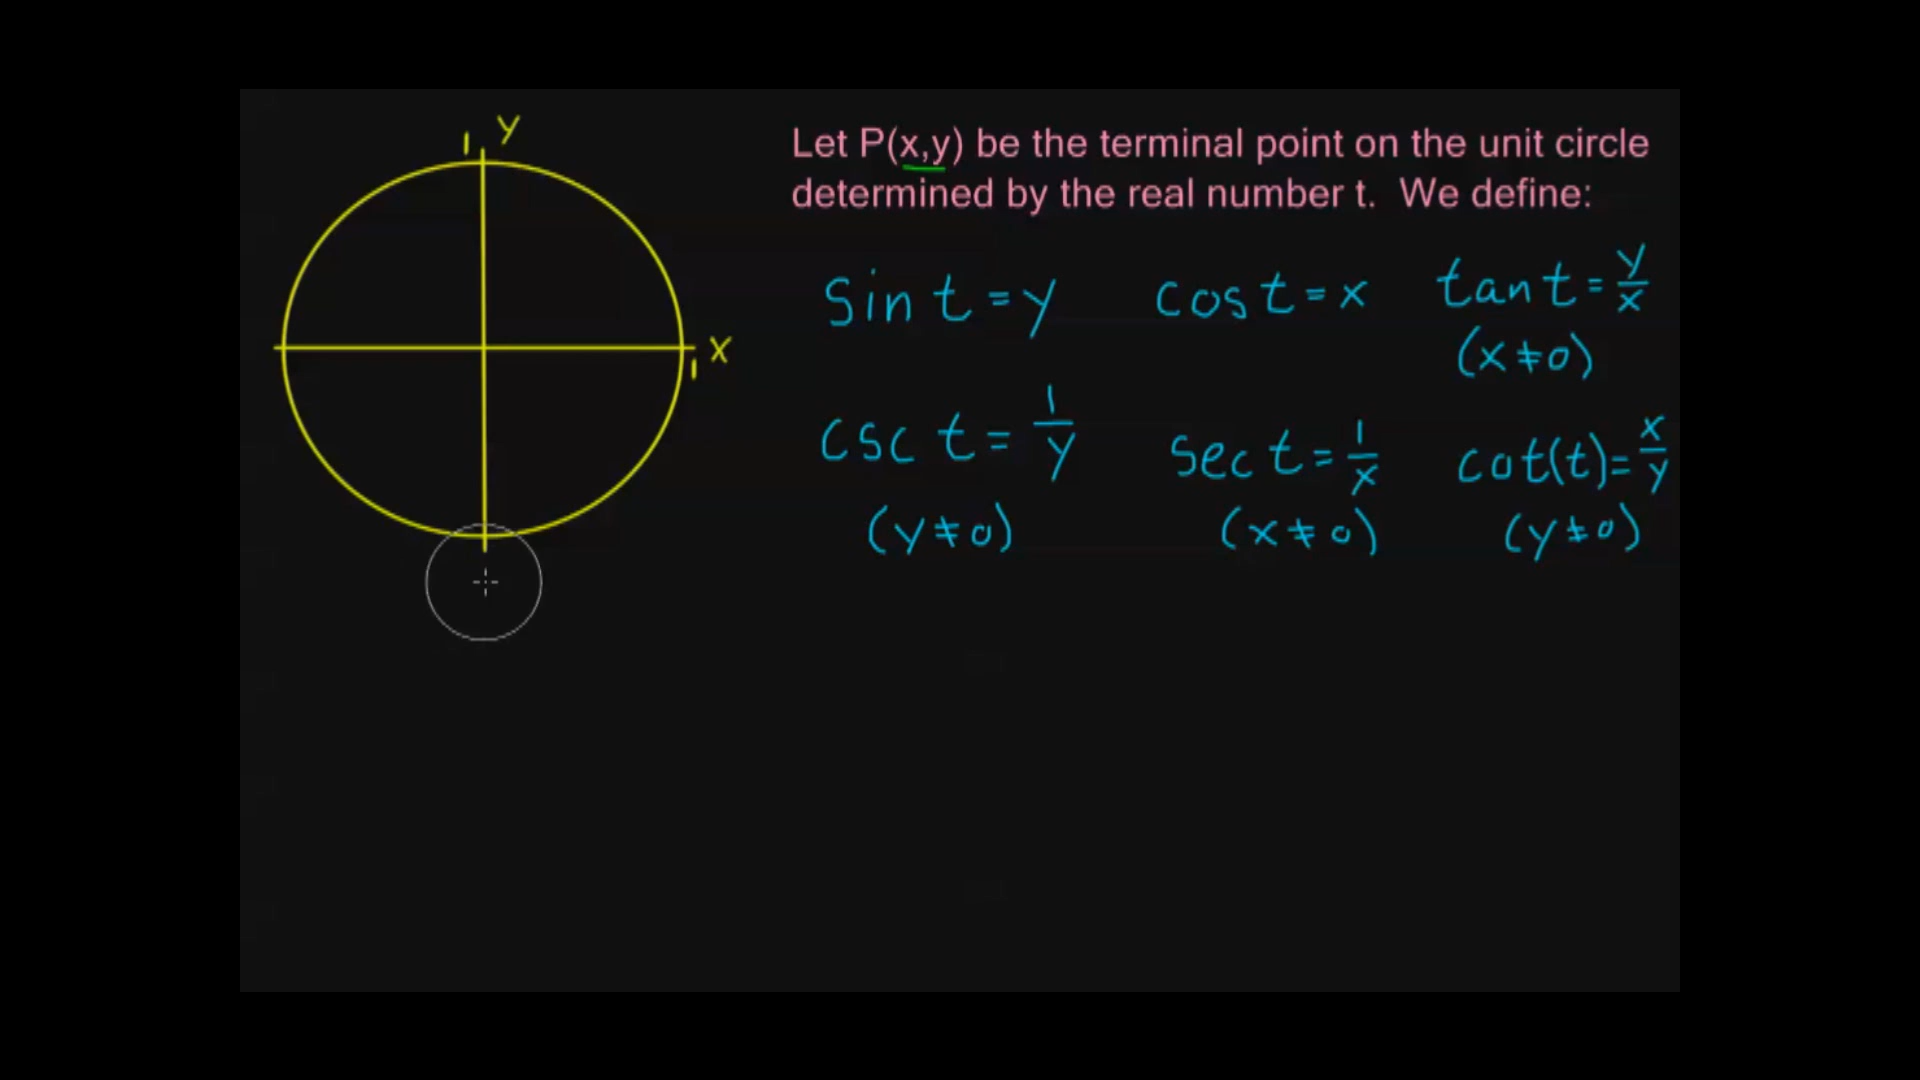 1 y
x
1
Let P(x,y) be the terminal point on the unit circle
determined by the real number t. We define:
sin t = y cos t = x tan t = y/x
(x ≠ 0)
csc t = 1/y sec t = 1/x cot(t) = x/y
(y ≠ 0) (x ≠ 0) (y ≠ 0)